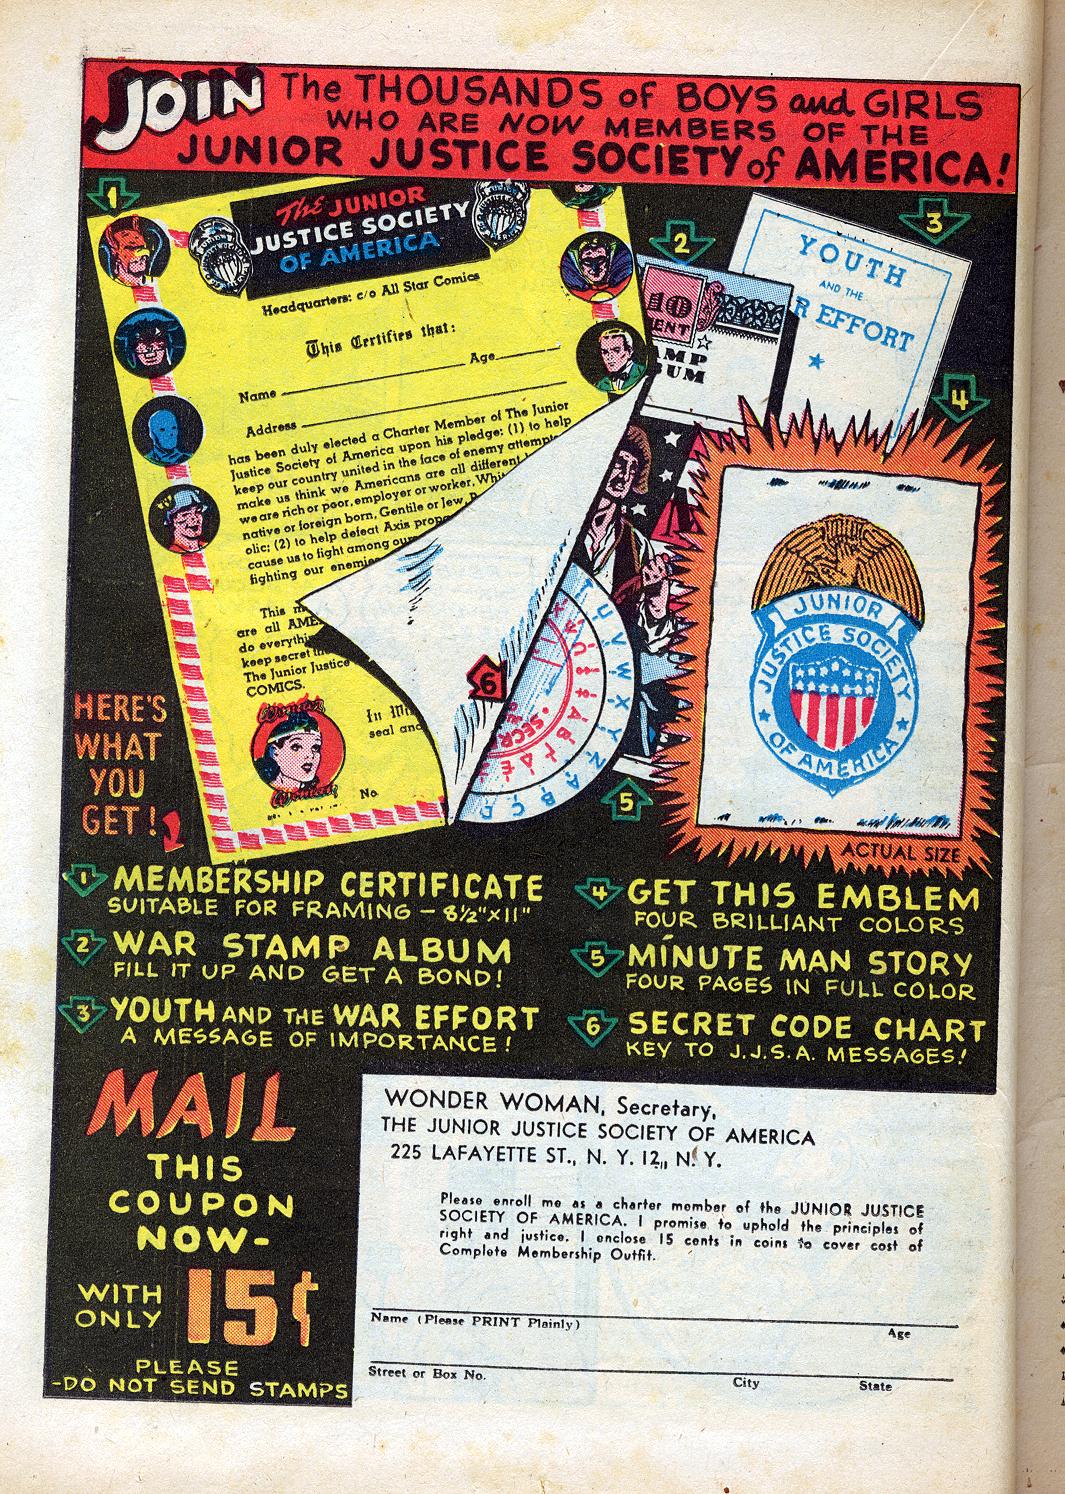 JOIN The THOUSANDS of BOYS and GIRLS
WHO ARE NOW MEMBERS OF THE
JUNIOR JUSTICE SOCIETY of AMERICA!
1
The JUNIOR
JUSTICE SOCIETY
OF AMERICA
Headquarters: c/o All Star Comics
This Certifies that:
Name Age
Address
has been duly elected a Charter Member of The Junior
Justice Society of America upon his pledge: (1) to help
keep our country united in the face of enemy attempts
make us think we Americans are all different
we are rich or poor, employer or worker, Whi
native or foreign born, Gentile or Jew,
olic; (2) to help defeat Axis prop
cause us to fight among our
fighting our enemie
This m
are all AME
do everythi
keep secret the
The Junior Justice
COMICS.
In Wit
seal and
Wonder
Woman
No.
2
10
ENT
AMP
UM
3
YOUTH
AND THE
R EFFORT
4
JUNIOR
JUSTICE SOCIETY
OF AMERICA
ACTUAL SIZE
5
6
T U V W X Y Z A B C D
SECR
HERE'S
WHAT
YOU
GET!
1 MEMBERSHIP CERTIFICATE
SUITABLE FOR FRAMING – 8½"x11"
2 WAR STAMP ALBUM
FILL IT UP AND GET A BOND!
3 YOUTH AND THE WAR EFFORT
A MESSAGE OF IMPORTANCE!
4 GET THIS EMBLEM
FOUR BRILLIANT COLORS
5 MINUTE MAN STORY
FOUR PAGES IN FULL COLOR
6 SECRET CODE CHART
KEY TO J.J.S.A. MESSAGES!
MAIL
THIS
COUPON
NOW-
WITH
ONLY 15¢
PLEASE
-DO NOT SEND STAMPS
WONDER WOMAN, Secretary,
THE JUNIOR JUSTICE SOCIETY OF AMERICA
225 LAFAYETTE ST., N. Y. 12, N. Y.
Please enroll me as a charter member of the JUNIOR JUSTICE
SOCIETY OF AMERICA. I promise to uphold the principles of
right and justice. I enclose 15 cents in coins to cover cost of
Complete Membership Outfit.
Name (Please PRINT Plainly) Age
Street or Box No. City State